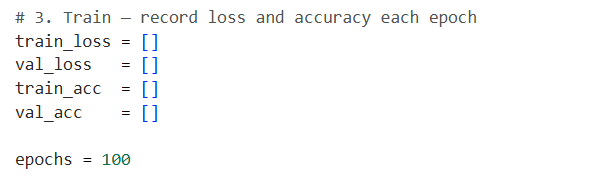 # 3. Train — record loss and accuracy each epoch
train_loss = []
val_loss   = []
train_acc  = []
val_acc    = []
epochs = 100